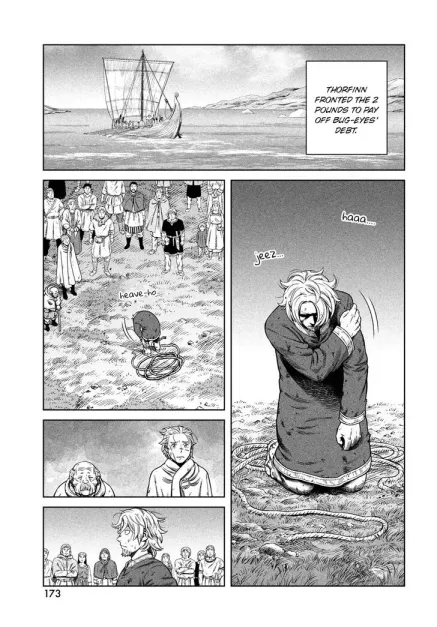 THORFINN
FRONTED THE 2
POUNDS TO PAY
OFF BUG-EYES'
DEBT.
heave-ho
haaa....
jeez...
173